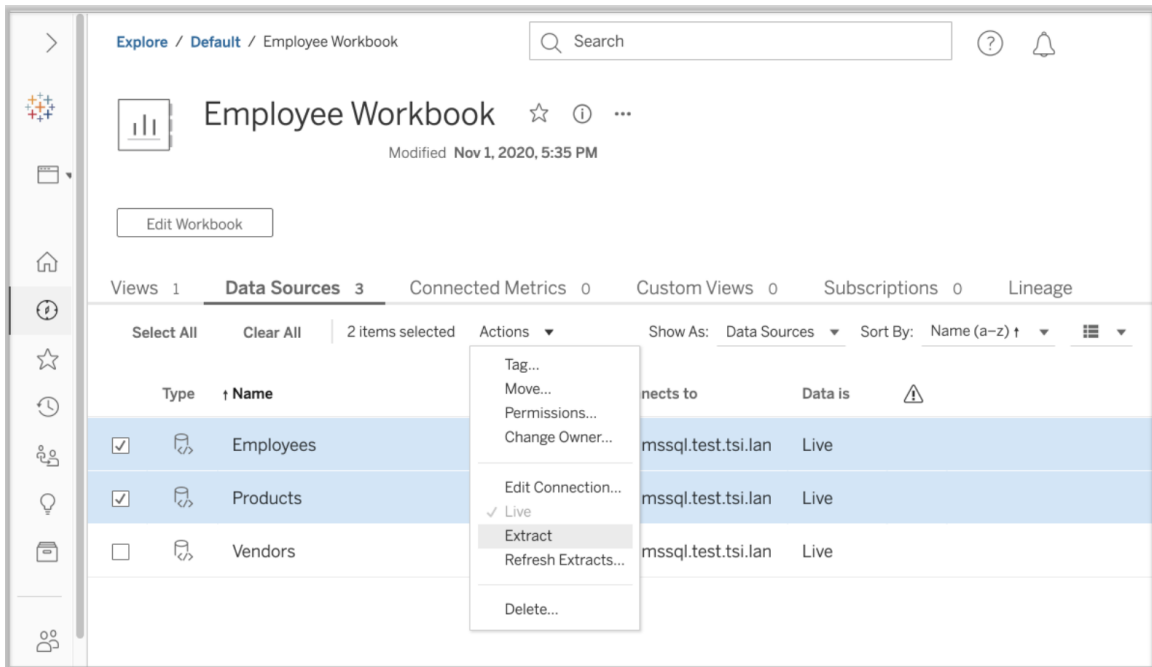 Explore / Default / Employee Workbook Search ?
Employee Workbook
Modified Nov 1, 2020, 5:35 PM
Edit Workbook
Views 1 Data Sources 3 Connected Metrics 0 Custom Views 0 Subscriptions 0 Lineage
Select All Clear All 2 items selected Actions Show As: Data Sources Sort By: Name (a–z) ↑
Tag...
Move...
Type ↑ Name nects to Data is
Permissions...
Change Owner...
Employees mssql.test.tsi.lan Live
Edit Connection...
Products mssql.test.tsi.lan Live
✓ Live
Extract
Vendors mssql.test.tsi.lan Live
Refresh Extracts...
Delete...